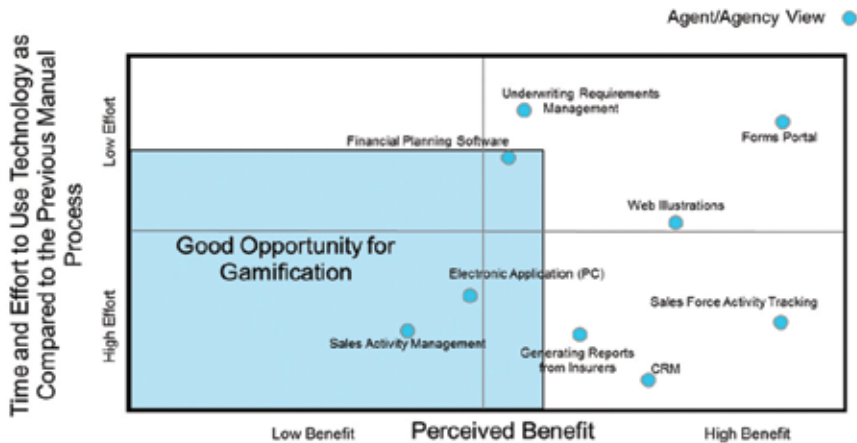 Agent/Agency View
Time and Effort to Use Technology as
Compared to the Previous Manual
Process
Low Effort
High Effort
Underwriting Requirements
Management
Financial Planning Software
Forms Portal
Web Illustrations
Good Opportunity for
Gamification
Electronic Application (PC)
Sales Activity Management
Generating Reports
from Insurers
CRM
Sales Force Activity Tracking
Low Benefit
Perceived Benefit
High Benefit